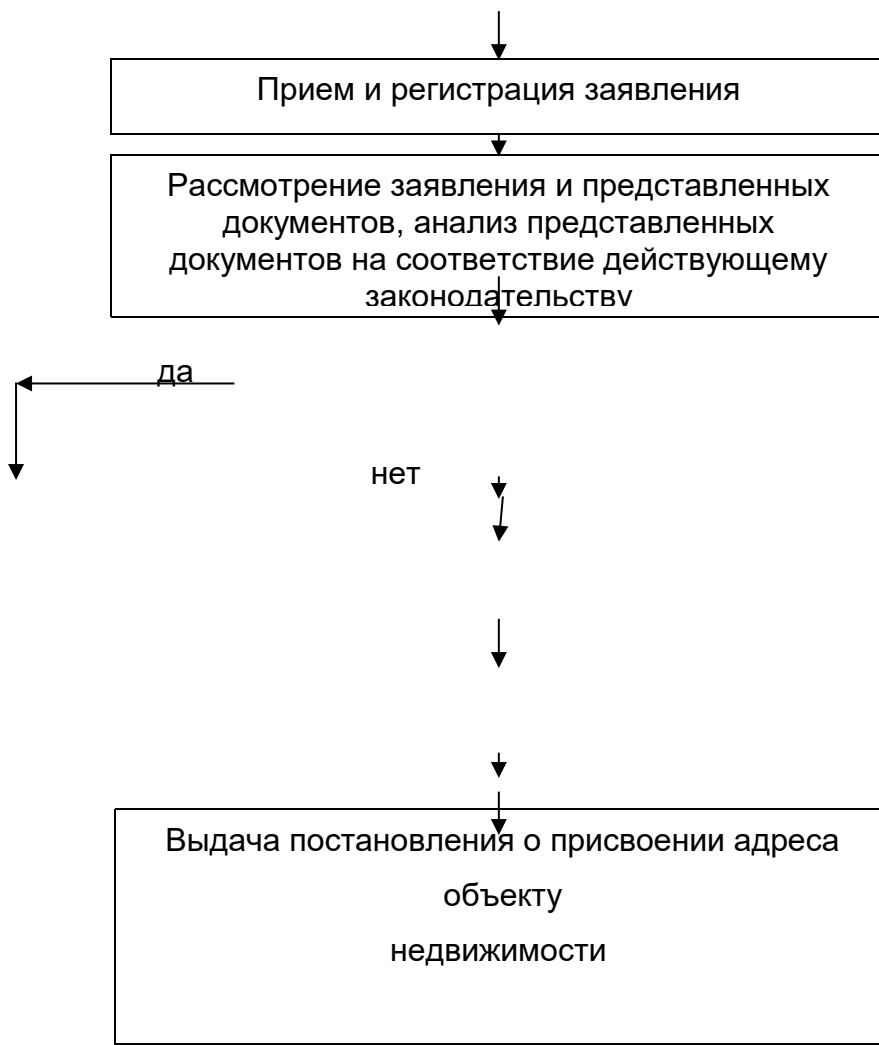 Прием и регистрация заявления
Рассмотрение заявления и представленных
документов, анализ представленных
документов на соответствие действующему
законодательству
да
нет
Выдача постановления о присвоении адреса
объекту
недвижимости